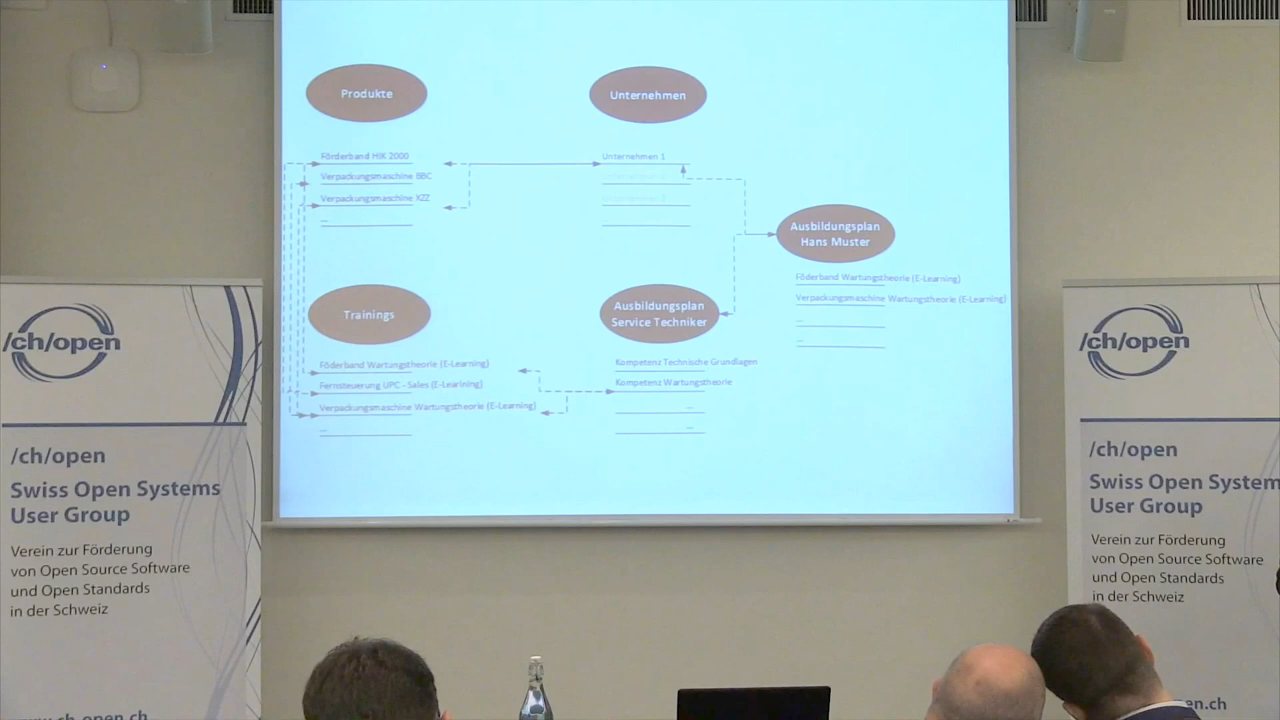 Produkte
Unternehmen
Förderband HIK 2000
Verpackungsmaschine BBC
Verpackungsmaschine XZZ
...
Unternehmen 1
Ausbildungsplan
Hans Muster
Föderband Wartungstheorie (E-Learning)
Verpackungsmaschine Wartungstheorie (E-Learning)
...
...
Trainings
Ausbildungsplan
Service Techniker
Föderband Wartungstheorie (E-Learning)
Fernsteuerung UPC - Sales (E-Learining)
Verpackungsmaschine Wartungstheorie (E-Learning)
...
Kompetenz Technische Grundlagen
Kompetenz Wartungstheorie
...
...
/ch/open
/ch/open
Swiss Open Systems
User Group
Verein zur Förderung
von Open Source Software
und Open Standards
in der Schweiz
www.ch-open.ch
/ch/open
/ch/open
Swiss Open System
User Group
Verein zur Förderung
von Open Source Software
und Open Standards
in der Schweiz
en.ch